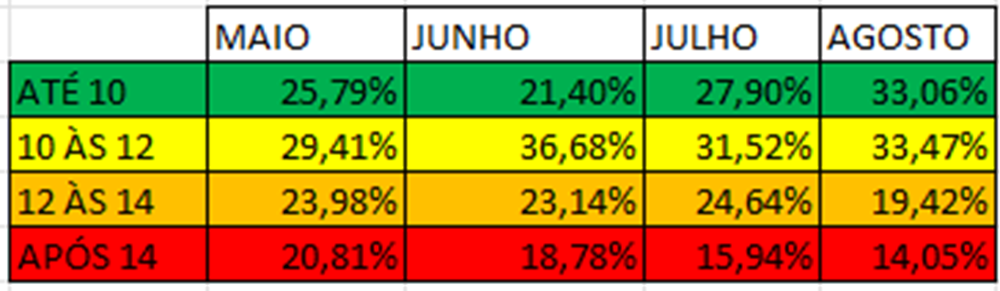 MAIO JUNHO JULHO AGOSTO
ATÉ 10 25,79% 21,40% 27,90% 33,06%
10 ÀS 12 29,41% 36,68% 31,52% 33,47%
12 ÀS 14 23,98% 23,14% 24,64% 19,42%
APÓS 14 20,81% 18,78% 15,94% 14,05%